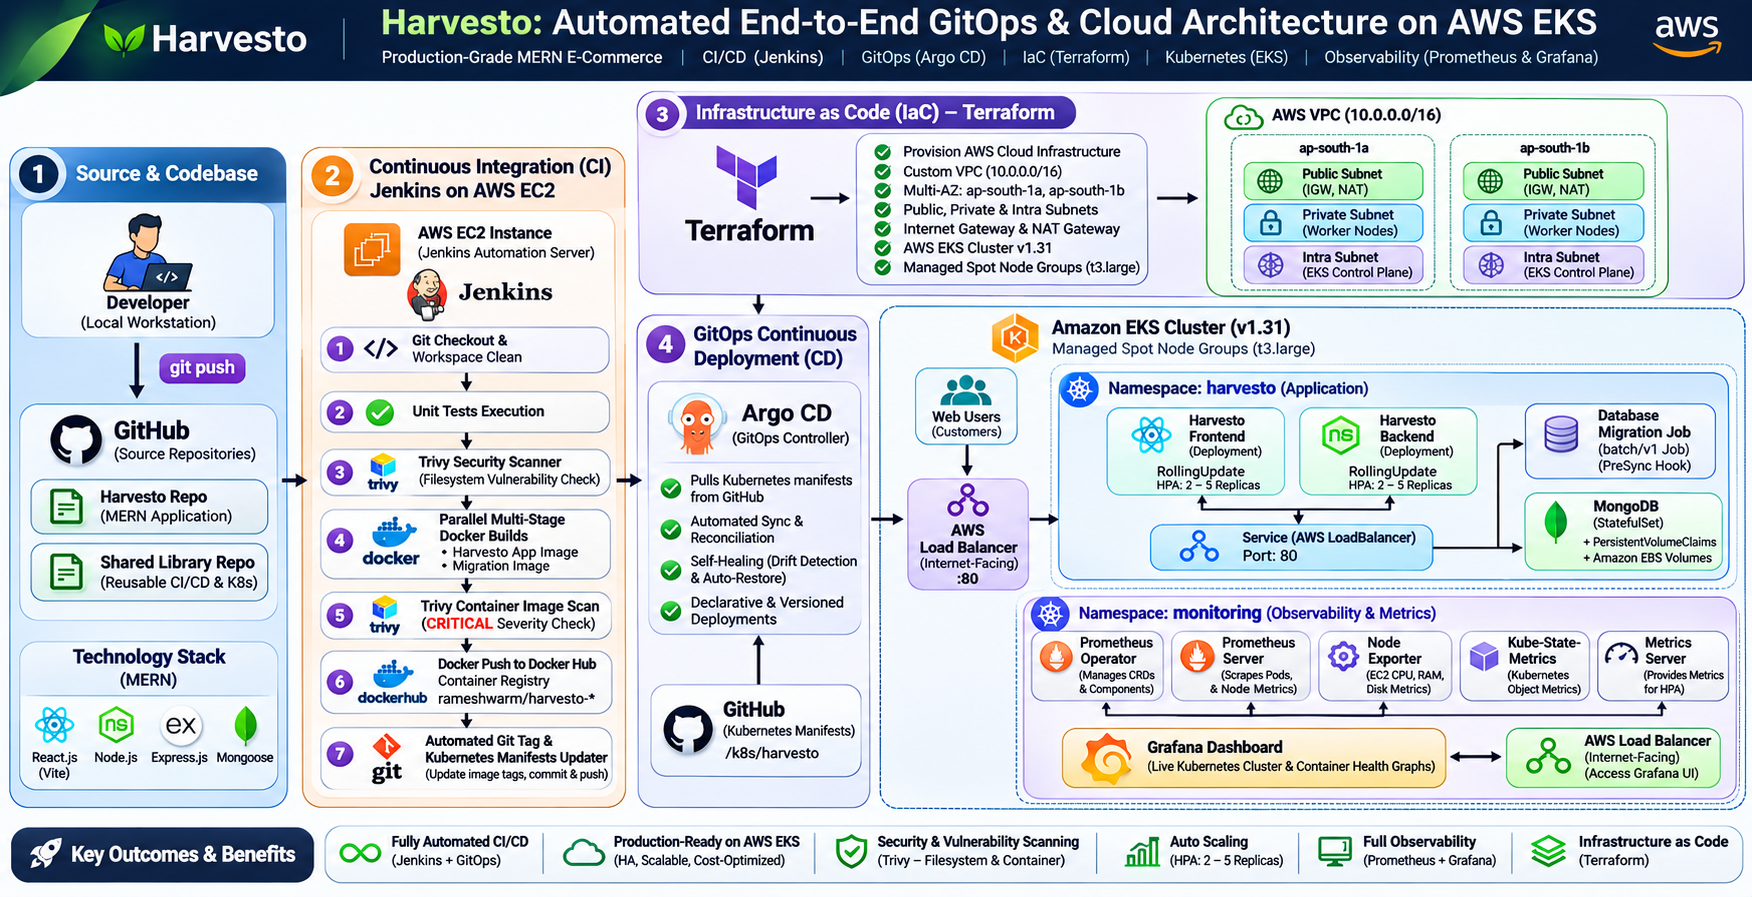 Harvesto
Harvesto: Automated End-to-End GitOps & Cloud Architecture on AWS EKS
Production-Grade MERN E-Commerce | CI/CD (Jenkins) | GitOps (Argo CD) | IaC (Terraform) | Kubernetes (EKS) | Observability (Prometheus & Grafana)
aws
1 Source & Codebase
</>
Developer
(Local Workstation)
git push
GitHub
(Source Repositories)
Harvesto Repo
(MERN Application)
Shared Library Repo
(Reusable CI/CD & K8s)
Technology Stack
(MERN)
ns
ex
React.js
(Vite)
Node.js
Express.js
Mongoose
2 Continuous Integration (CI)
Jenkins on AWS EC2
AWS EC2 Instance
(Jenkins Automation Server)
Jenkins
1 </> Git Checkout &
Workspace Clean
2 Unit Tests Execution
3 trivy Trivy Security Scanner
(Filesystem Vulnerability Check)
4 docker Parallel Multi-Stage
Docker Builds
• Harvesto App Image
• Migration Image
5 trivy Trivy Container Image Scan
(CRITICAL Severity Check)
6 dockerhub Docker Push to Docker Hub
Container Registry
rameshwarm/harvesto-*
7 git Automated Git Tag &
Kubernetes Manifests Updater
(Update image tags, commit & push)
3 Infrastructure as Code (IaC) – Terraform
Terraform
Provision AWS Cloud Infrastructure
Custom VPC (10.0.0.0/16)
Multi-AZ: ap-south-1a, ap-south-1b
Public, Private & Intra Subnets
Internet Gateway & NAT Gateway
AWS EKS Cluster v1.31
Managed Spot Node Groups (t3.large)
AWS VPC (10.0.0.0/16)
ap-south-1a
Public Subnet
(IGW, NAT)
Private Subnet
(Worker Nodes)
Intra Subnet
(EKS Control Plane)
ap-south-1b
Public Subnet
(IGW, NAT)
Private Subnet
(Worker Nodes)
Intra Subnet
(EKS Control Plane)
4 GitOps Continuous
Deployment (CD)
Argo CD
(GitOps Controller)
Pulls Kubernetes manifests
from GitHub
Automated Sync &
Reconciliation
Self-Healing (Drift Detection
& Auto-Restore)
Declarative & Versioned
Deployments
GitHub
(Kubernetes Manifests)
/k8s/harvesto
K
Amazon EKS Cluster (v1.31)
Managed Spot Node Groups (t3.large)
Web Users
(Customers)
AWS
Load Balancer
(Internet-Facing)
:80
Namespace: harvesto (Application)
Harvesto
Frontend
(Deployment)
RollingUpdate
HPA: 2 – 5 Replicas
ns
Harvesto
Backend
(Deployment)
RollingUpdate
HPA: 2 – 5 Replicas
Service (AWS LoadBalancer)
Port: 80
Database
Migration Job
(batch/v1 Job)
(PreSync Hook)
MongoDB
(StatefulSet)
+ PersistentVolumeClaims
+ Amazon EBS Volumes
Namespace: monitoring (Observability & Metrics)
Prometheus
Operator
(Manages CRDs
& Components)
Prometheus
Server
(Scrapes Pods,
& Node Metrics)
Node
Exporter
(EC2 CPU, RAM,
Disk Metrics)
Kube-State-
Metrics
(Kubernetes
Object Metrics)
Metrics
Server
(Provides Metrics
for HPA)
Grafana Dashboard
(Live Kubernetes Cluster & Container Health Graphs)
AWS Load Balancer
(Internet-Facing)
(Access Grafana UI)
Key Outcomes & Benefits
Fully Automated CI/CD
(Jenkins + GitOps)
Production-Ready on AWS EKS
(HA, Scalable, Cost-Optimized)
Security & Vulnerability Scanning
(Trivy – Filesystem & Container)
Auto Scaling
(HPA: 2 – 5 Replicas)
Full Observability
(Prometheus + Grafana)
Infrastructure as Code
(Terraform)